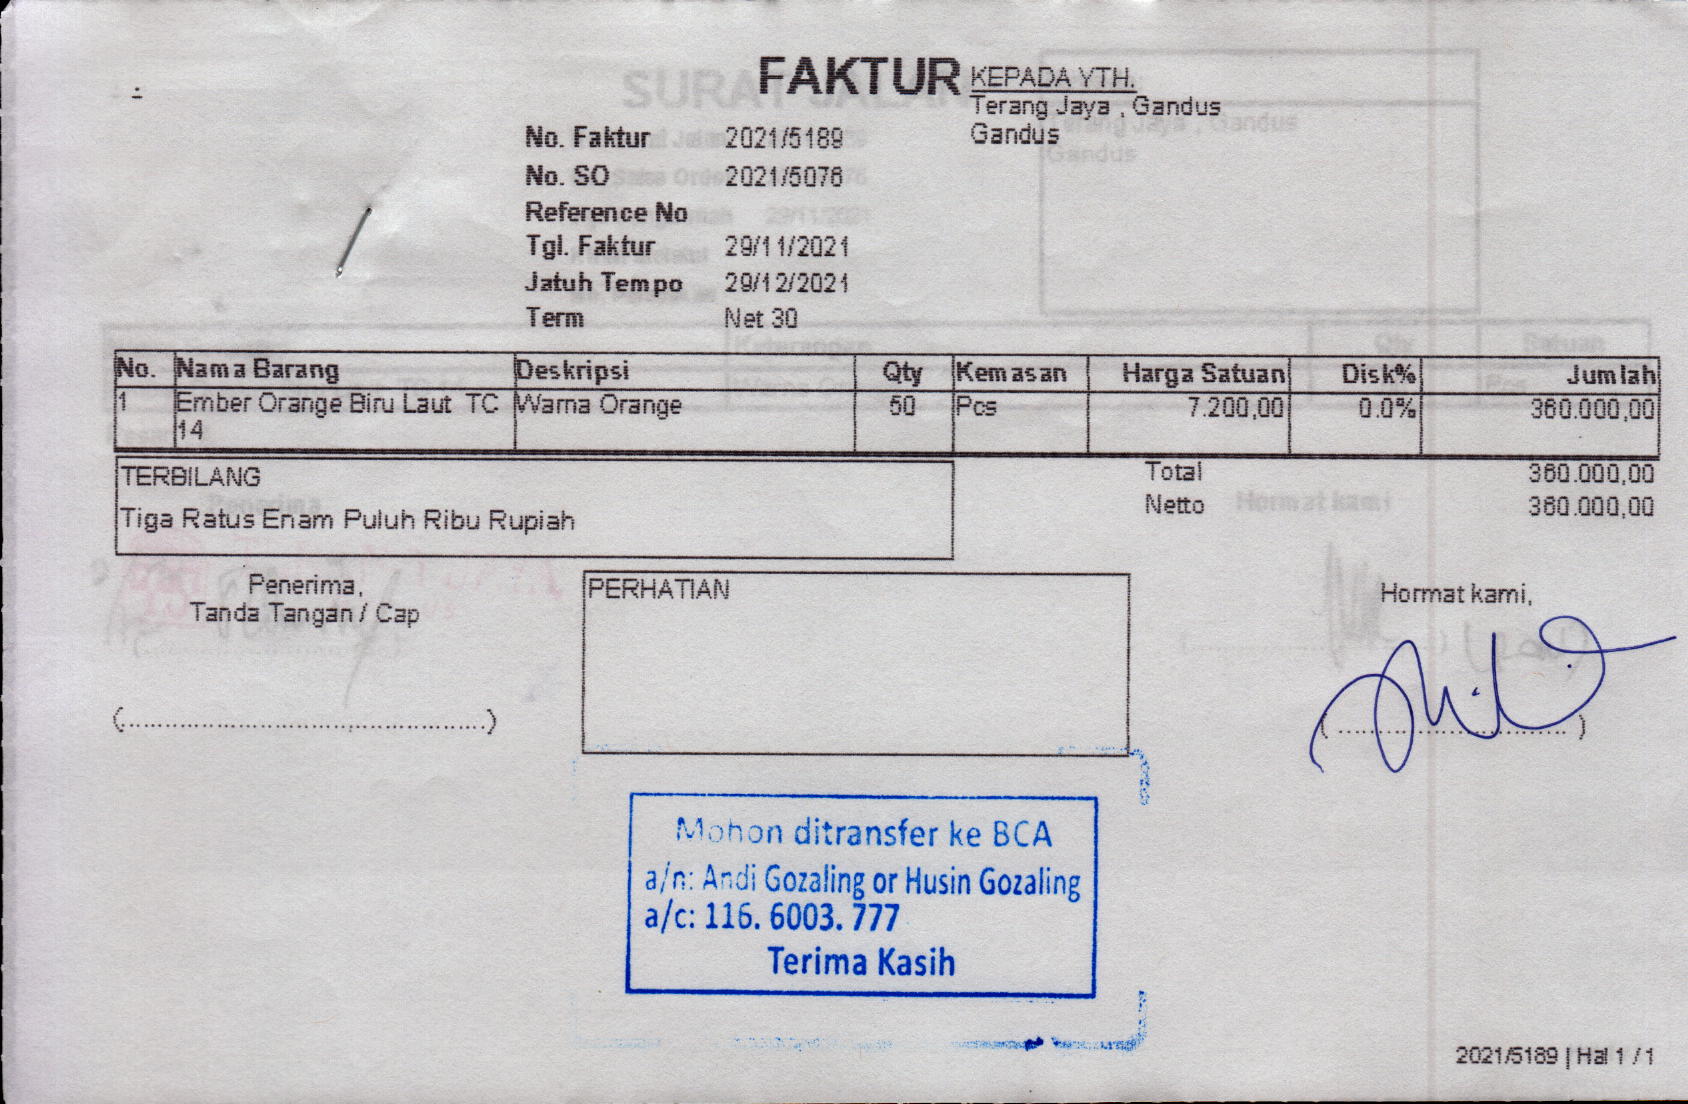 FAKTUR
KEPADA YTH.
Terang Jaya , Gandus
Gandus
No. Faktur 2021/5189
No. SO 2021/5076
Reference No
Tgl. Faktur 29/11/2021
Jatuh Tempo 29/12/2021
Term Net 30
No. Nama Barang Deskripsi Qty Kemasan Harga Satuan Disk% Jumlah
1 Ember Orange Biru Laut TC Warna Orange 50 Pcs 7.200,00 0.0% 360.000,00
14
TERBILANG
Tiga Ratus Enam Puluh Ribu Rupiah
Total 360.000,00
Netto 360.000,00
Penerima,
Tanda Tangan / Cap
(..............................................)
PERHATIAN
Hormat kami,
(..............................)
Mohon ditransfer ke BCA
a/n: Andi Gozaling or Husin Gozaling
a/c: 116. 6003. 777
Terima Kasih
2021/5189 | Hal 1 / 1